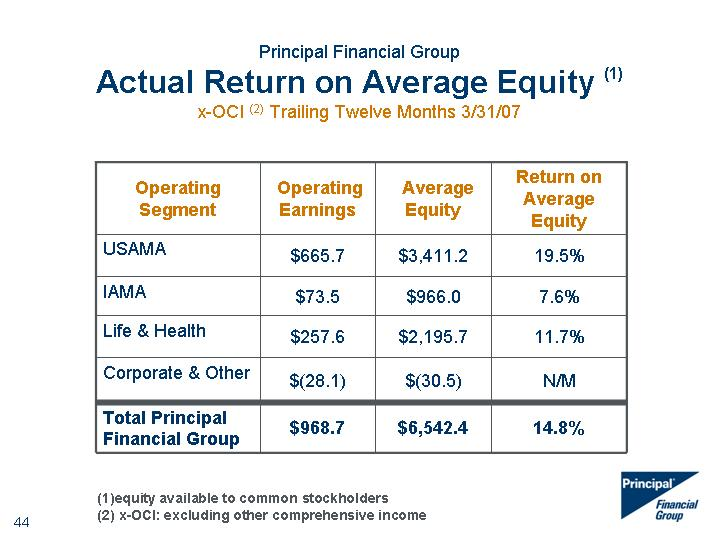 Principal Financial Group
Actual Return on Average Equity (1)
x-OCI (2) Trailing Twelve Months 3/31/07
Operating Segment Operating Earnings Average Equity Return on Average Equity
USAMA $665.7 $3,411.2 19.5%
IAMA $73.5 $966.0 7.6%
Life & Health $257.6 $2,195.7 11.7%
Corporate & Other $(28.1) $(30.5) N/M
Total Principal Financial Group $968.7 $6,542.4 14.8%
(1)equity available to common stockholders
(2) x-OCI: excluding other comprehensive income
44
Principal®
Financial
Group